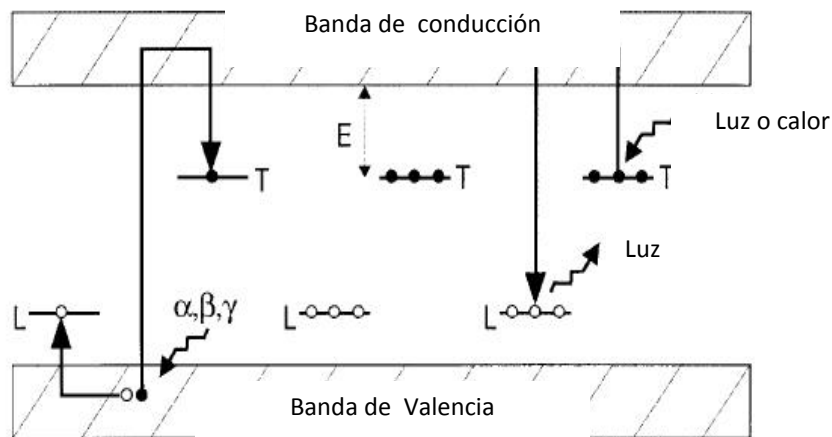 Banda de conducción
Luz o calor
E
T
T
T
Luz
L
α,β,γ
L
L
Banda de Valencia